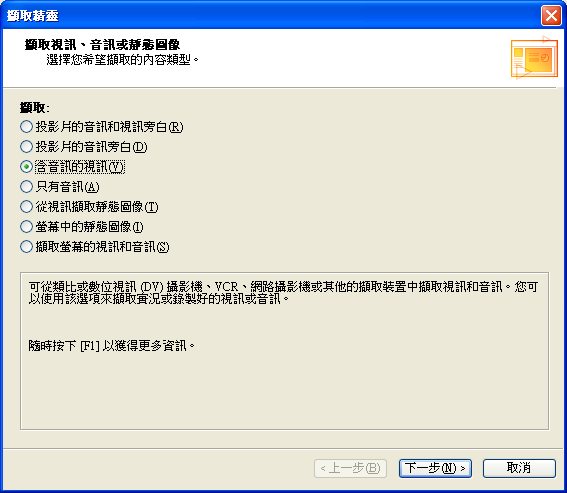 擷取精靈
擷取視訊、音訊或靜態圖像
選擇您希望擷取的內容類型。
擷取:
投影片的音訊和視訊旁白(R)
投影片的音訊旁白(D)
含音訊的視訊(V)
只有音訊(A)
從視訊擷取靜態圖像(T)
螢幕中的靜態圖像(I)
擷取螢幕的視訊和音訊(S)
可從類比或數位視訊 (DV) 攝影機、VCR、網路攝影機或其他的擷取裝置中擷取視訊和音訊。您可
以使用該選項來擷取實況或錄製好的視訊或音訊。
隨時按下 [F1] 以獲得更多資訊。
< 上一步(B)
下一步(N) >
取消